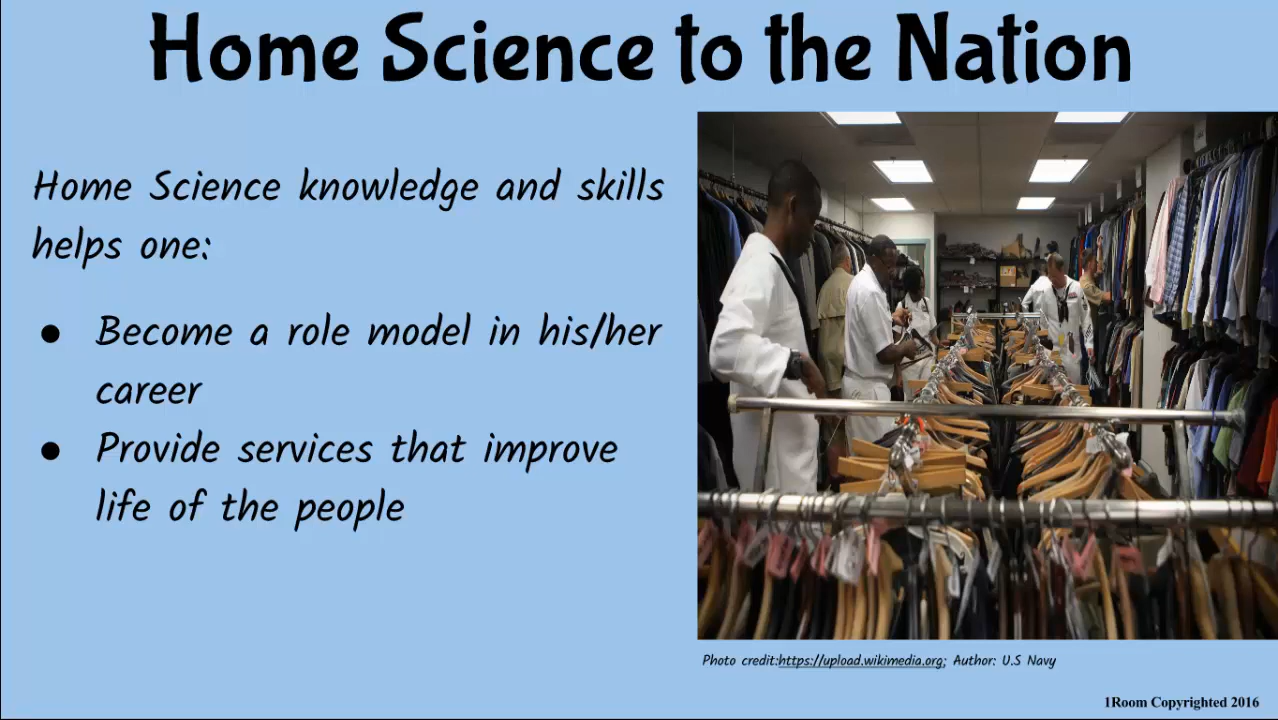 Home Science to the Nation
Home Science knowledge and skills
helps one:
● Become a role model in his/her
career
● Provide services that improve
life of the people
Photo credit:https://upload.wikimedia.org; Author: U.S Navy
1Room Copyrighted 2016